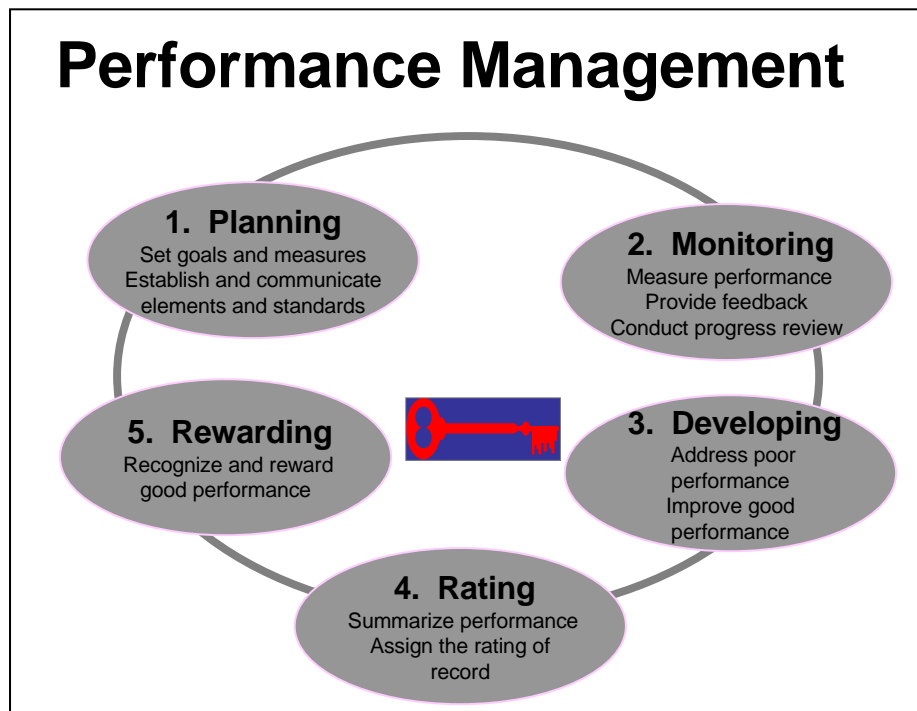 Performance Management
1. Planning
Set goals and measures
Establish and communicate
elements and standards
2. Monitoring
Measure performance
Provide feedback
Conduct progress review
3. Developing
Address poor
performance
Improve good
performance
4. Rating
Summarize performance
Assign the rating of
record
5. Rewarding
Recognize and reward
good performance